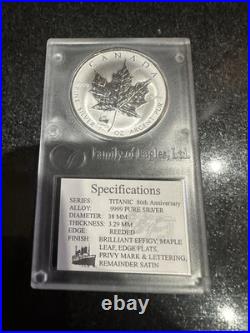 CANADA
FINE SILVER 1 OZ ARGENT PUR
Family of Eagles, Ltd.
Specifications
SERIES: TITANIC 86th Anniversary
ALLOY: .9999 PURE SILVER
DIAMETER: 38 MM
THICKNESS: 3.29 MM
EDGE REEDED
FINISH: BRILLIANT EFFIGY, MAPLE
LEAF, EDGE/FLATS,
PRIVY MARK & LETTERING,
REMAINDER SATIN